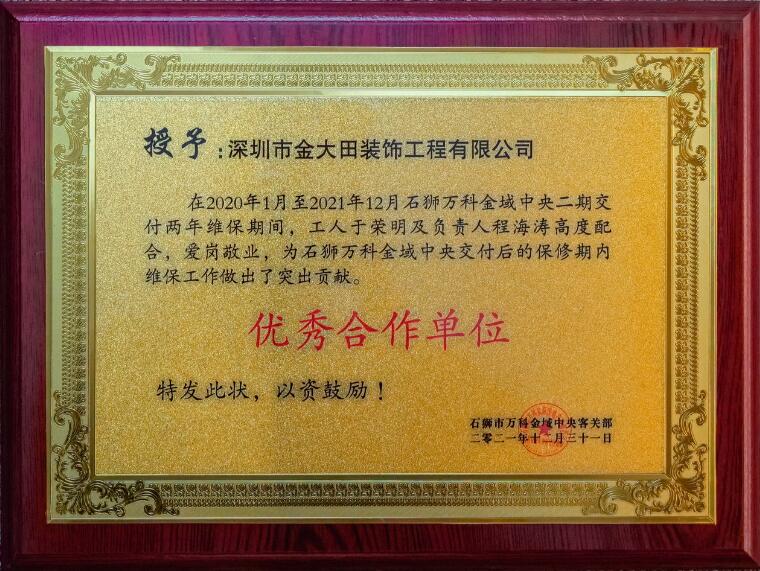 授予：深圳市金大田装饰工程有限公司
在2020年1月至2021年12月石狮万科金域中央二期交
付两年维保期间，工人于荣明及负责人程海涛高度配
合，爱岗敬业，为石狮万科金域中央交付后的保修期内
维保工作做出了突出贡献。
优秀合作单位
特发此状，以资鼓励！
石狮市万科金域中央客关部
二零二一年十二月三十一日